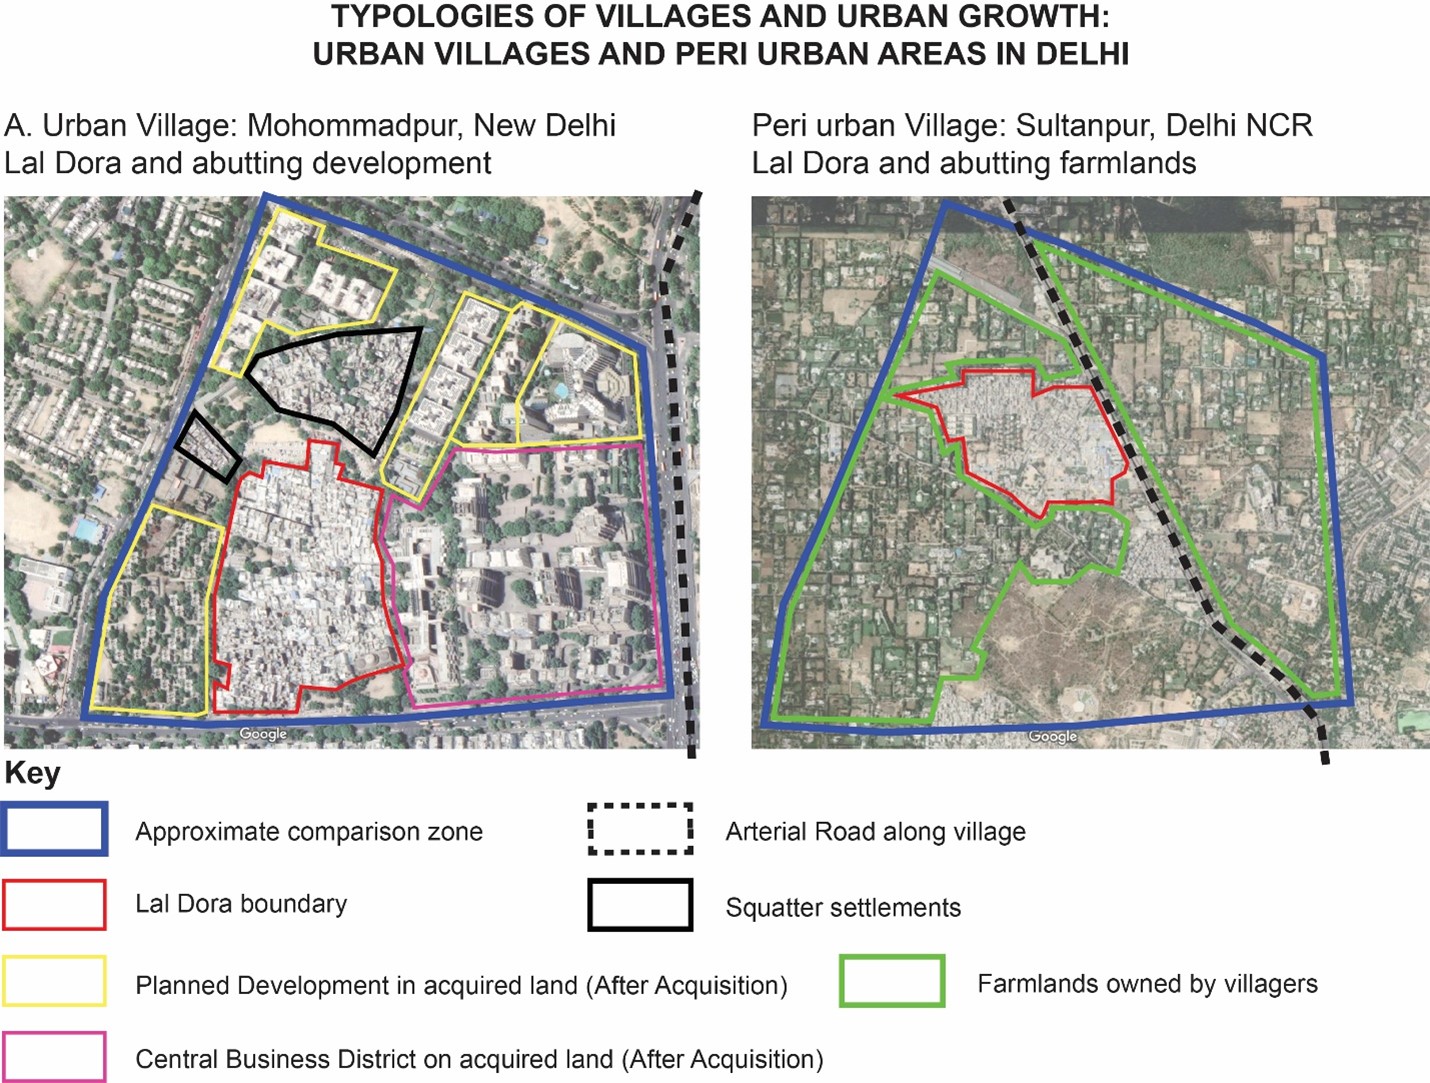 TYPOLOGIES OF VILLAGES AND URBAN GROWTH:
URBAN VILLAGES AND PERI URBAN AREAS IN DELHI
A. Urban Village: Mohommadpur, New Delhi
Lal Dora and abutting development
Peri urban Village: Sultanpur, Delhi NCR
Lal Dora and abutting farmlands
Google
Google
Key
Approximate comparison zone
Arterial Road along village
Lal Dora boundary
Squatter settlements
Planned Development in acquired land (After Acquisition)
Farmlands owned by villagers
Central Business District on acquired land (After Acquisition)